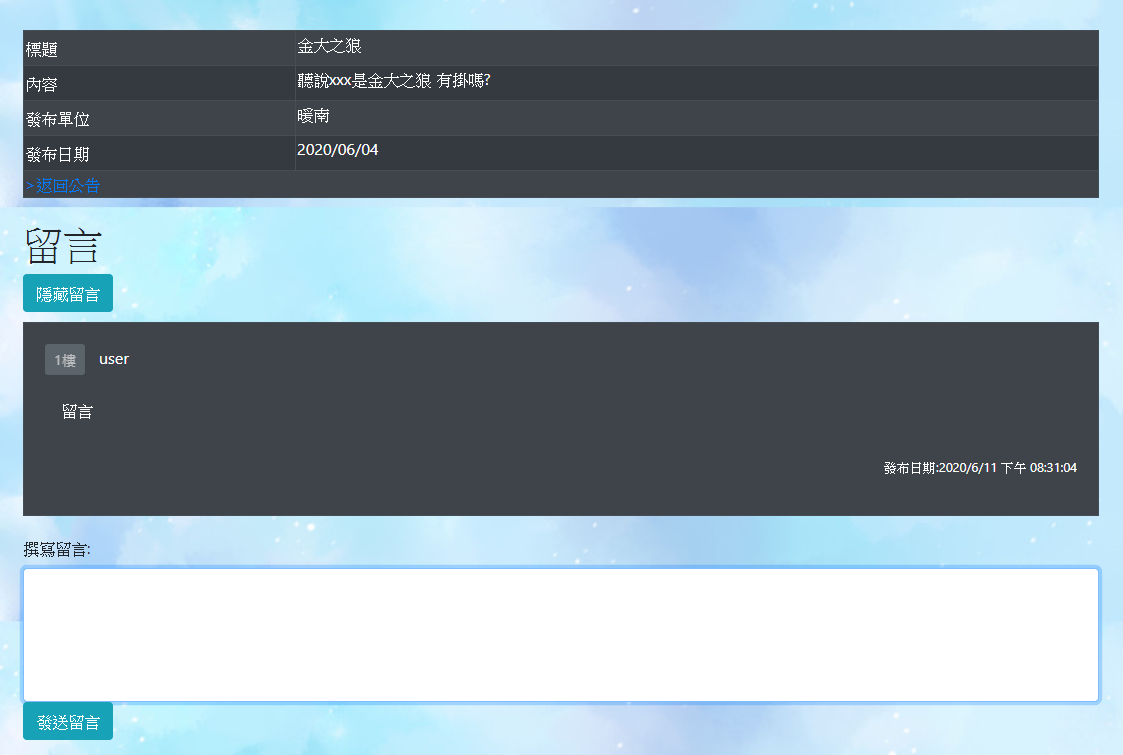 標題 金大之狼
內容 聽說xxx是金大之狼 有掛嗎?
發布單位 暖南
發布日期 2020/06/04
>返回公告
留言
隱藏留言
1樓 user
留言
發布日期:2020/6/11 下午 08:31:04
撰寫留言:
發送留言